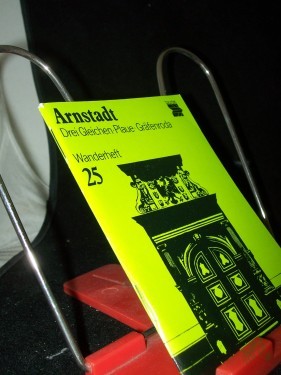 Arnstadt
Drei Gleichen·Plaue·Gräfenroda
Wanderheft
25